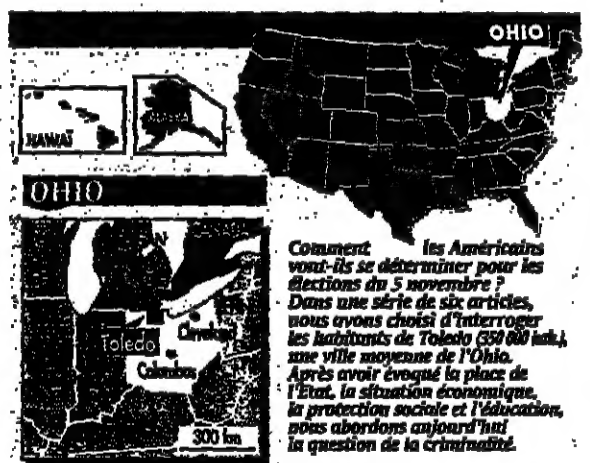 OHIO
HAWAÏ
ALASKA
OHIO
Toledo
Cleveland
Columbus
300 km
Comment les Américains
vont-ils se déterminer pour les
élections du 5 novembre ?
Dans une série de six articles,
nous avons choisi d'interroger
les habitants de Toledo (350 000 hab.),
une ville moyenne de l'Ohio.
Après avoir évoqué la place de
l'Etat, la situation économique,
la protection sociale et l'éducation,
nous abordons aujourd'hui
la question de la criminalité.